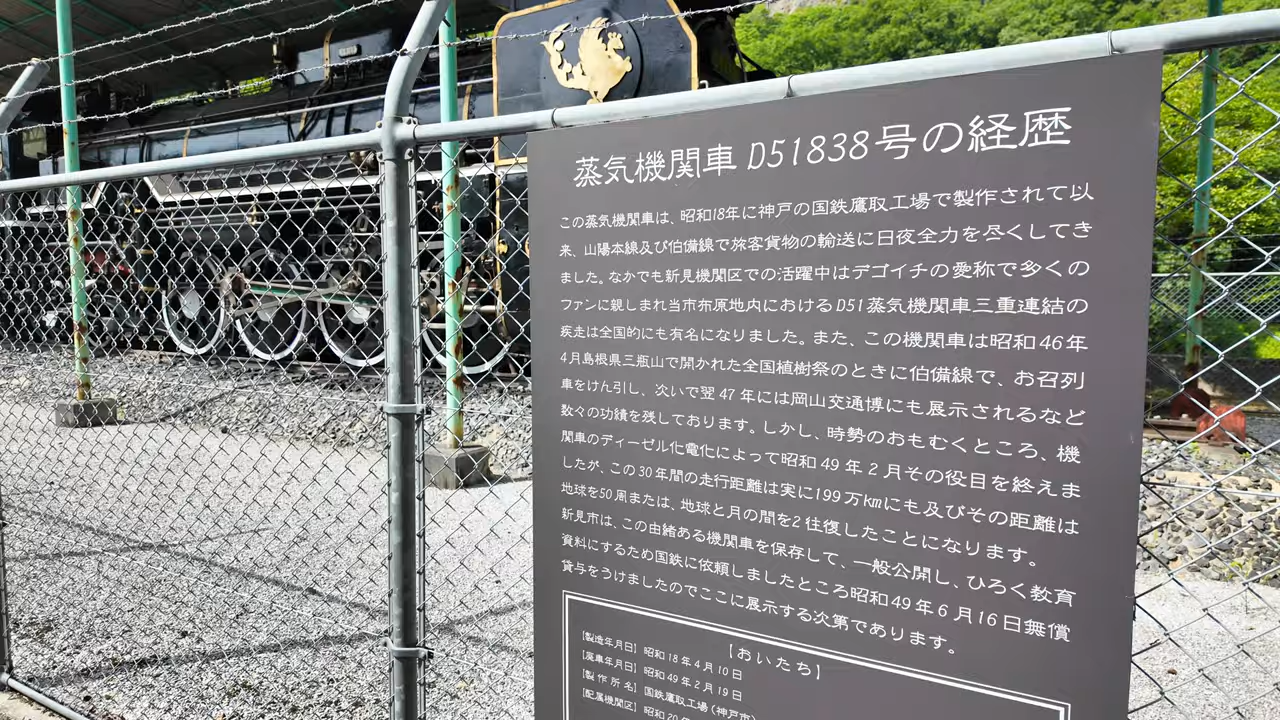 蒸気機関車 D51838号の経歴
この蒸気機関車は、昭和18年に神戸の国鉄鷹取工場で製作されて以
来、山陽本線及び伯備線で旅客貨物の輸送に日夜全力を尽くしてき
ました。なかでも新見機関区での活躍中はデゴイチの愛称で多くの
ファンに親しまれ当市布原地内におけるD51蒸気機関車三重連結の
疾走は全国的にも有名になりました。また、この機関車は昭和46年
4月島根県三瓶山で開かれた全国植樹祭のときに伯備線で、お召列
車をけん引し、次いで翌47年には岡山交通博にも展示されるなど
数々の功績を残しております。しかし、時勢のおもむくところ、機
関車のディーゼル化電化によって昭和49年2月その役目を終えま
したが、この30年間の走行距離は実に199万kmにも及びその距離は
地球を50周または、地球と月の間を2往復したことになります。
新見市は、この由緒ある機関車を保存して、一般公開し、ひろく教育
資料にするため国鉄に依頼しましたところ昭和49年6月16日無償
貸与をうけましたのでここに展示する次第であります。
【おいたち】
【製造年月日】昭和18年4月10日
【廃車年月日】昭和49年2月19日
【製作所名】国鉄鷹取工場(神戸市)
【配属機関区】昭和20年